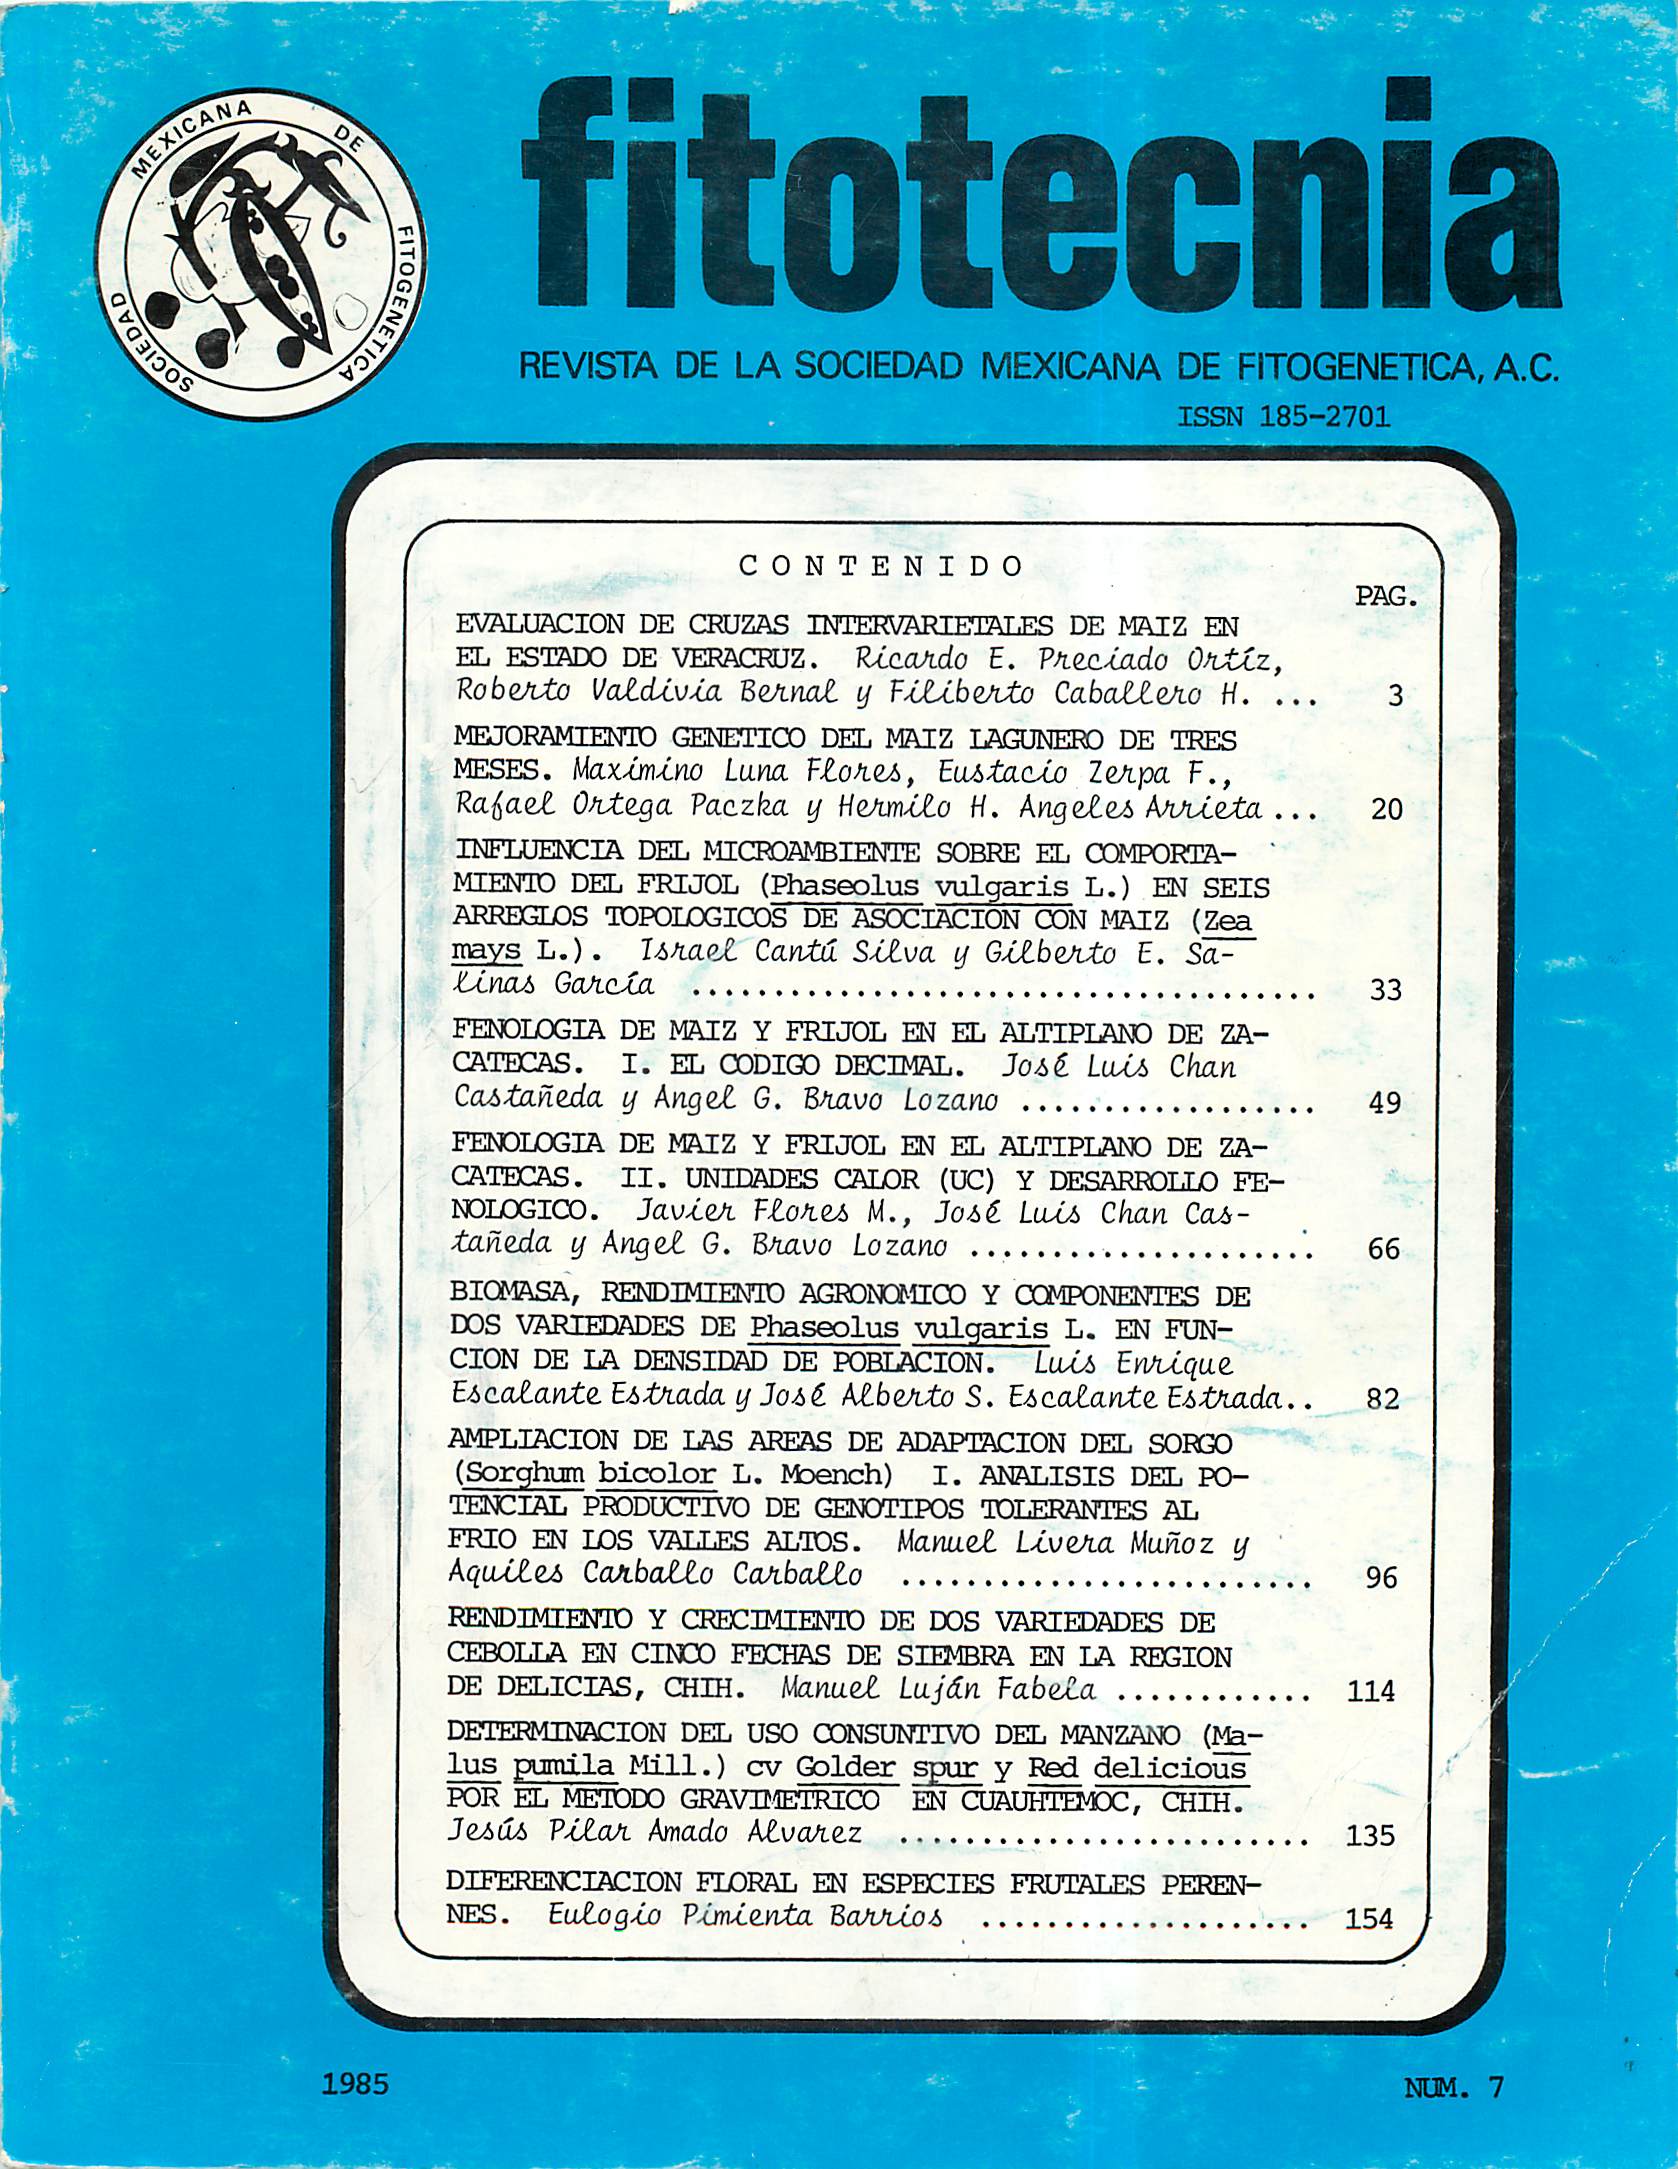 SOCIEDAD MEXICANA DE FITOGENETICA
fitotecnia
REVISTA DE LA SOCIEDAD MEXICANA DE FITOGENETICA, A.C.
ISSN 185-2701
CONTENIDO
PAG.
EVALUACION DE CRUZAS INTERVARIETALES DE MAIZ EN
EL ESTADO DE VERACRUZ. Ricardo E. Preciado Ortíz,
Roberto Valdivia Bernal y Filiberto Caballero H. ... 3
MEJORAMIENTO GENETICO DEL MAIZ LAGUNERO DE TRES
MESES. Maximino Luna Flores, Eustacio Zerpa F.,
Rafael Ortega Paczka y Hermilo H. Angeles Arrieta ... 20
INFLUENCIA DEL MICROAMBIENTE SOBRE EL COMPORTA-
MIENTO DEL FRIJOL (Phaseolus vulgaris L.) EN SEIS
ARREGLOS TOPOLOGICOS DE ASOCIACION CON MAIZ (Zea
mays L.). Israel Cantú Silva y Gilberto E. Sa-
linas García ...................................... 33
FENOLOGIA DE MAIZ Y FRIJOL EN EL ALTIPLANO DE ZA-
CATECAS. I. EL CODIGO DECIMAL. José Luis Chan
Castañeda y Angel G. Bravo Lozano .................. 49
FENOLOGIA DE MAIZ Y FRIJOL EN EL ALTIPLANO DE ZA-
CATECAS. II. UNIDADES CALOR (UC) Y DESARROLLO FE-
NOLOGICO. Javier Flores M., José Luis Chan Cas-
tañeda y Angel G. Bravo Lozano ..................... 66
BIOMASA, RENDIMIENTO AGRONOMICO Y COMPONENTES DE
DOS VARIEDADES DE Phaseolus vulgaris L. EN FUN-
CION DE LA DENSIDAD DE POBLACION. Luis Enrique
Escalante Estrada y José Alberto S. Escalante Estrada.. 82
AMPLIACION DE LAS AREAS DE ADAPTACION DEL SORGO
(Sorghum bicolor L. Moench) I. ANALISIS DEL PO-
TENCIAL PRODUCTIVO DE GENOTIPOS TOLERANTES AL
FRIO EN LOS VALLES ALTOS. Manuel Livera Muñoz y
Aquiles Carballo Carballo ......................... 96
RENDIMIENTO Y CRECIMIENTO DE DOS VARIEDADES DE
CEBOLLA EN CINCO FECHAS DE SIEMBRA EN LA REGION
DE DELICIAS, CHIH. Manuel Luján Fabela ............ 114
DETERMINACION DEL USO CONSUNTIVO DEL MANZANO (Ma-
lus pumila Mill.) cv Golder spur y Red delicious
POR EL METODO GRAVIMETRICO EN CUAUHTEMOC, CHIH.
Jesús Pilar Amado Alvarez ......................... 135
DIFERENCIACION FLORAL EN ESPECIES FRUTALES PEREN-
NES. Eulogio Pimienta Barrios .................... 154
1985
NUM. 7